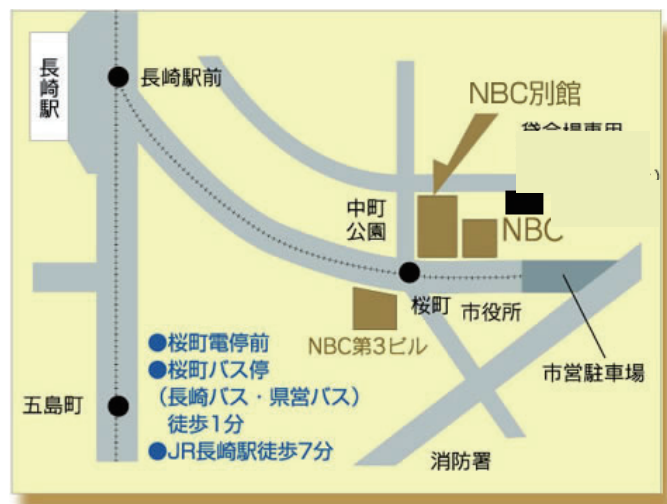 長崎駅
長崎駅前
NBC別館
中町
公園
NBC
桜町
市役所
NBC第3ビル
市営駐車場
五島町
消防署
●桜町電停前
●桜町バス停
（長崎バス・県営バス）
徒歩1分
●JR長崎駅徒歩7分